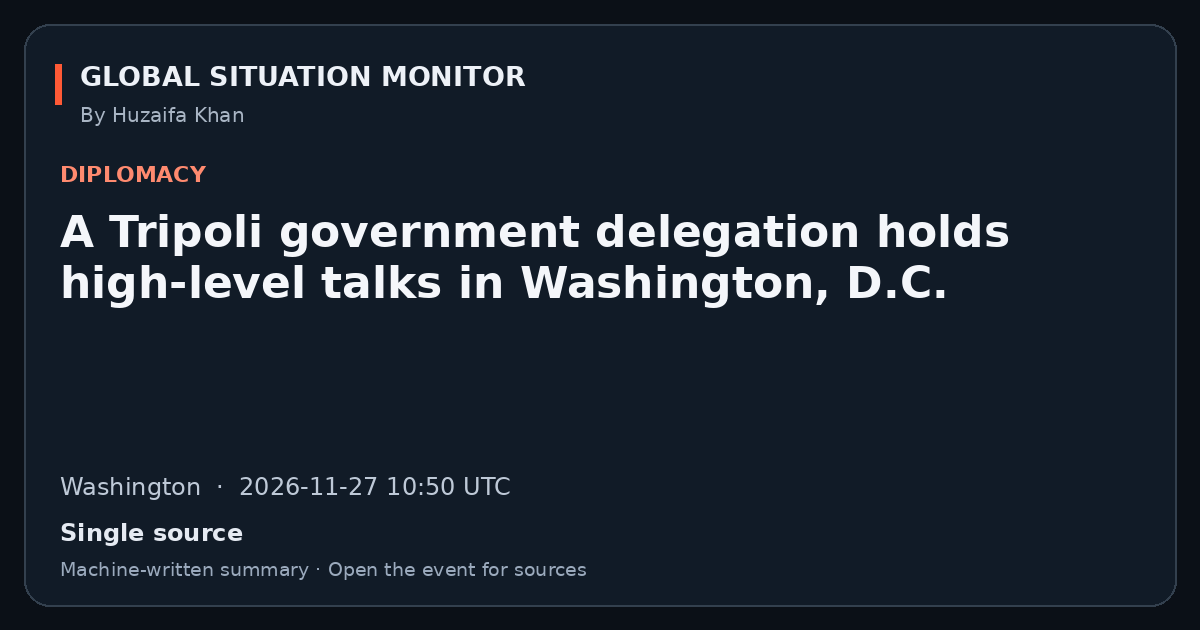 GLOBAL SITUATION MONITOR
By Huzaifa Khan
DIPLOMACY
A Tripoli government delegation holds
high-level talks in Washington, D.C.
Washington · 2026-11-27 10:50 UTC
Single source
Machine-written summary · Open the event for sources